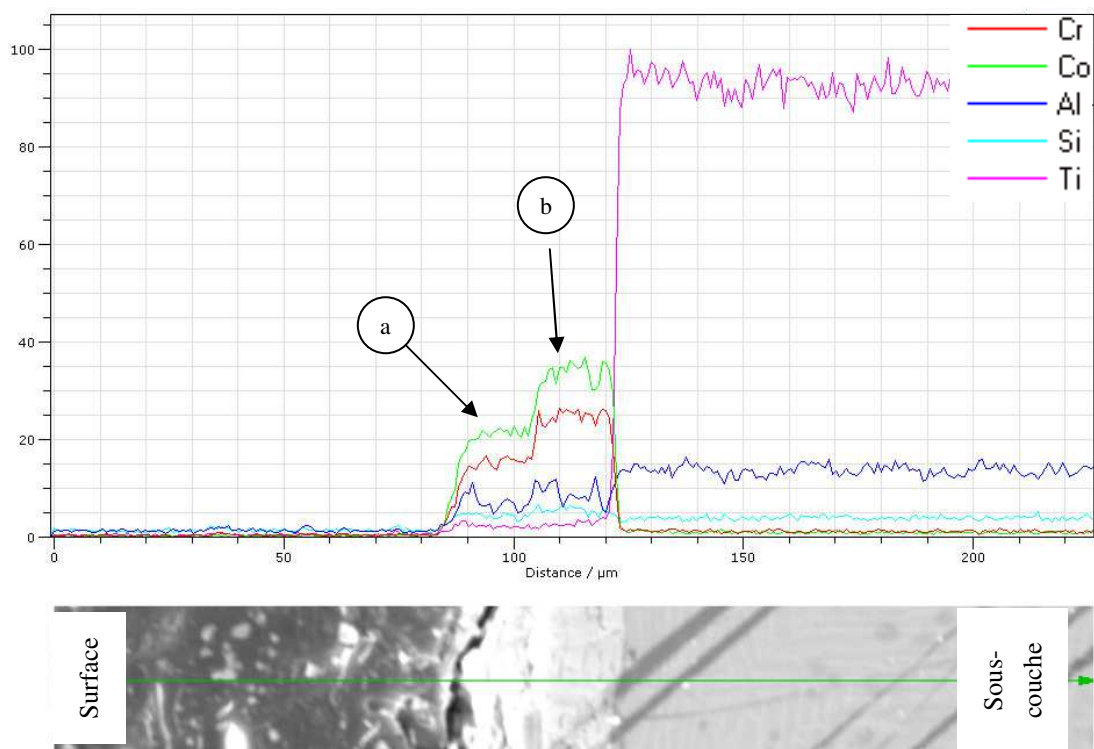 Cr
Co
Al
Si
Ti
100
80
60
40
20
0
b
a
0 50 100 150 200
Distance / µm
Surface
Sous-
couche